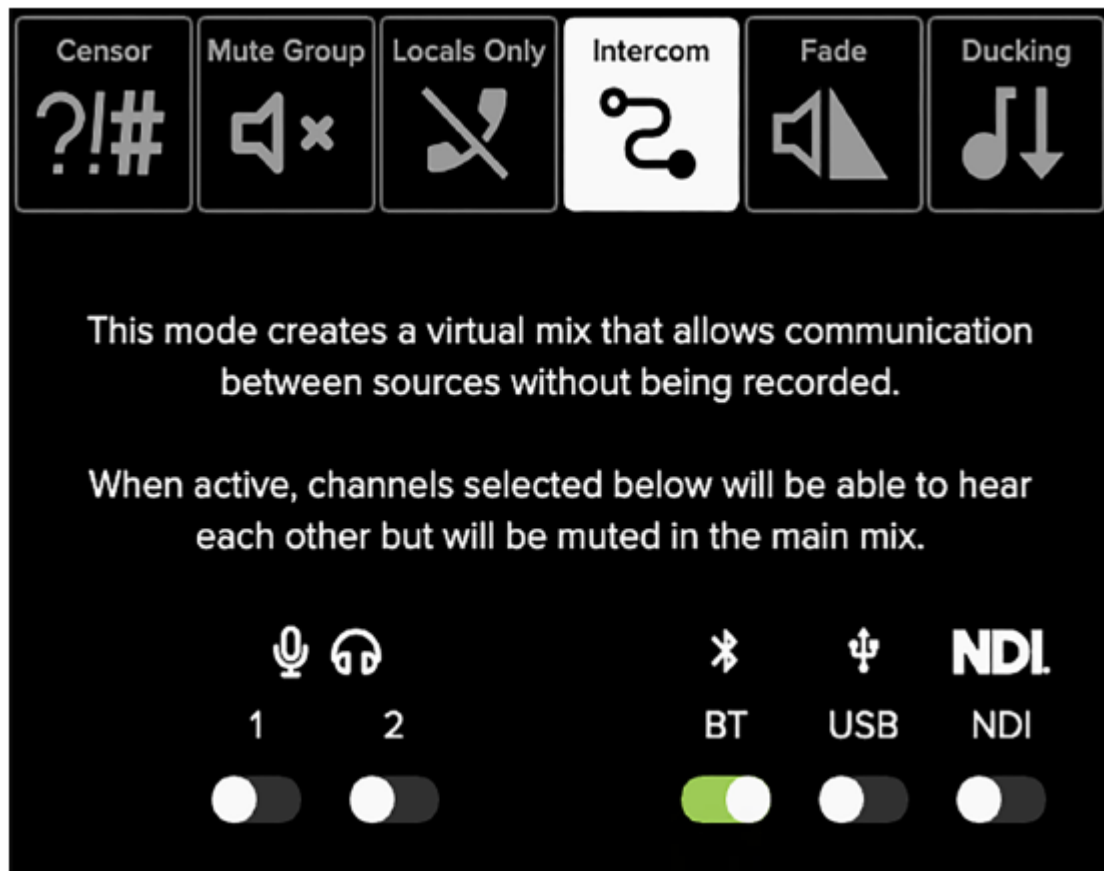 Censor Mute Group Locals Only Intercom Fade Ducking
?!#
This mode creates a virtual mix that allows communication
between sources without being recorded.
When active, channels selected below will be able to hear
each other but will be muted in the main mix.
NDI.
1 2 BT USB NDI